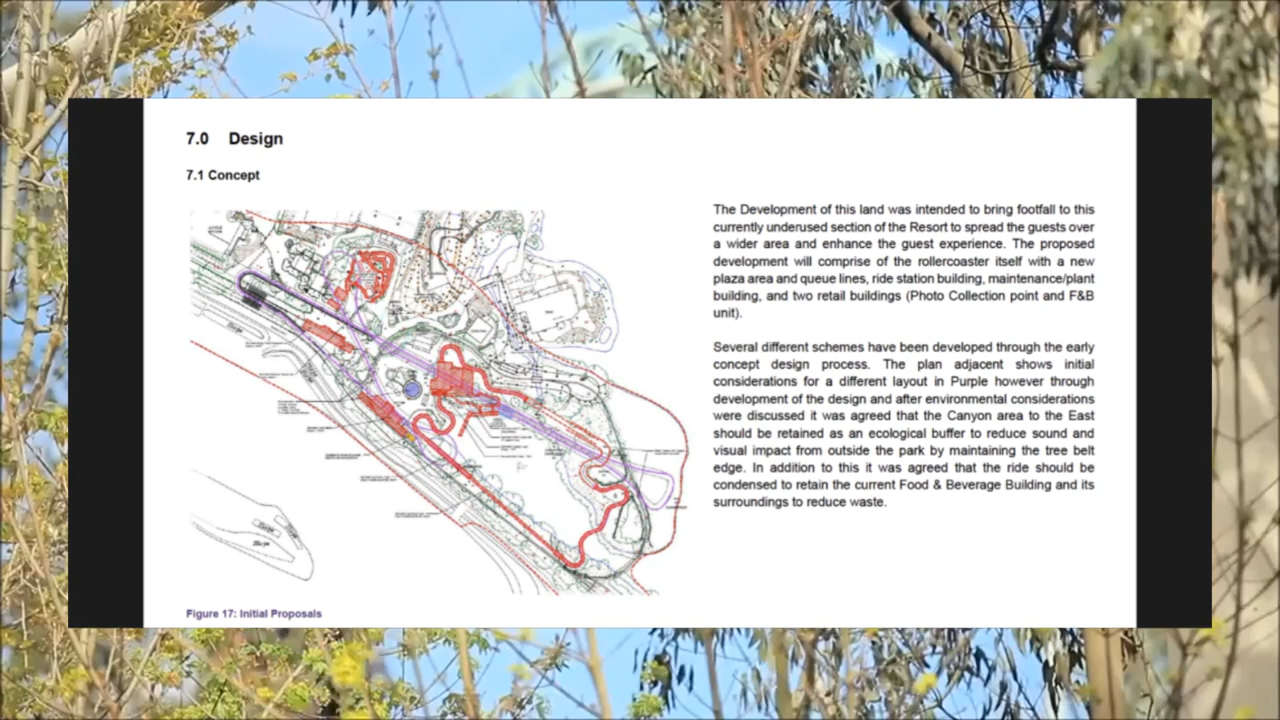 7.0 Design
7.1 Concept
The Development of this land was intended to bring footfall to this
currently underused section of the Resort to spread the guests over
a wider area and enhance the guest experience. The proposed
development will comprise of the rollercoaster itself with a new
plaza area and queue lines, ride station building, maintenance/plant
building, and two retail buildings (Photo Collection point and F&B
unit).
Several different schemes have been developed through the early
concept design process. The plan adjacent shows initial
considerations for a different layout in Purple however through
development of the design and after environmental considerations
were discussed it was agreed that the Canyon area to the East
should be retained as an ecological buffer to reduce sound and
visual impact from outside the park by maintaining the tree belt
edge. In addition to this it was agreed that the ride should be
condensed to retain the current Food & Beverage Building and its
surroundings to reduce waste.
Figure 17: Initial Proposals